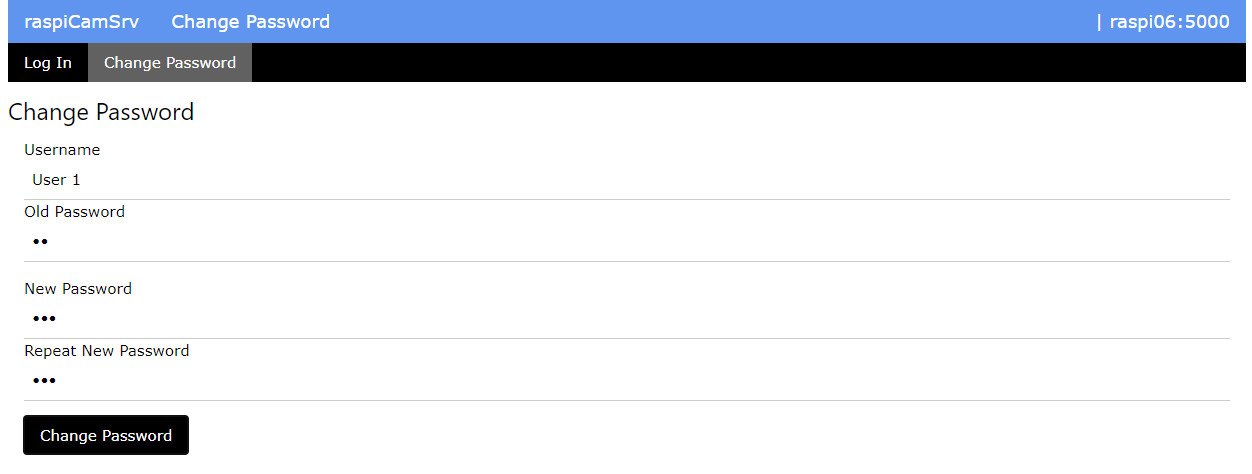 raspiCamSrv Change Password | raspi06:5000
Log In Change Password
Change Password
Username
User 1
Old Password
••
New Password
•••
Repeat New Password
•••
Change Password